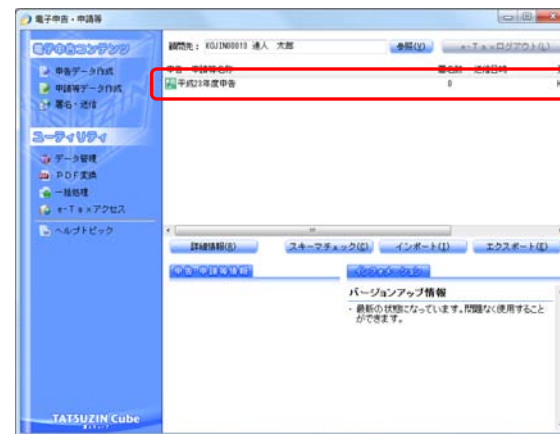 電子申告・申請等
電子申告コンテンツ
顧問先: KOJIN00013 達人 太郎
参照(V)
e-Taxログアウト(L)
申告データ作成
申請等データ作成
署名・送信
申告・申請等名称
署名数
送信日時
平成23年度申告
0
ユーティリティ
データ管理
PDF変換
一括処理
e-Taxアクセス
ヘルプトピック
詳細情報(B)
スキーマチェック(C)
インポート(I)
エクスポート(E)
申告・申請等情報
インフォメーション
バージョンアップ情報
・ 最新の状態になっています。問題なく使用すること
ができます。
TATSUZIN Cube